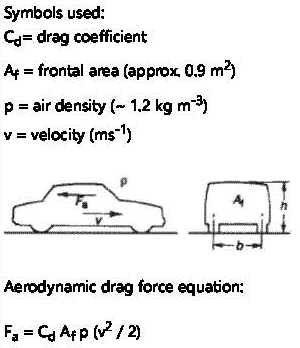 Symbols used:
Cd= drag coefficient
Af = frontal area (approx. 0.9 m²)
p = air density (~ 1.2 kg m⁻³)
v = velocity (ms⁻¹)
p
Fa
v
Af
h
b
Aerodynamic drag force equation:
Fa = Cd Af p (v² / 2)